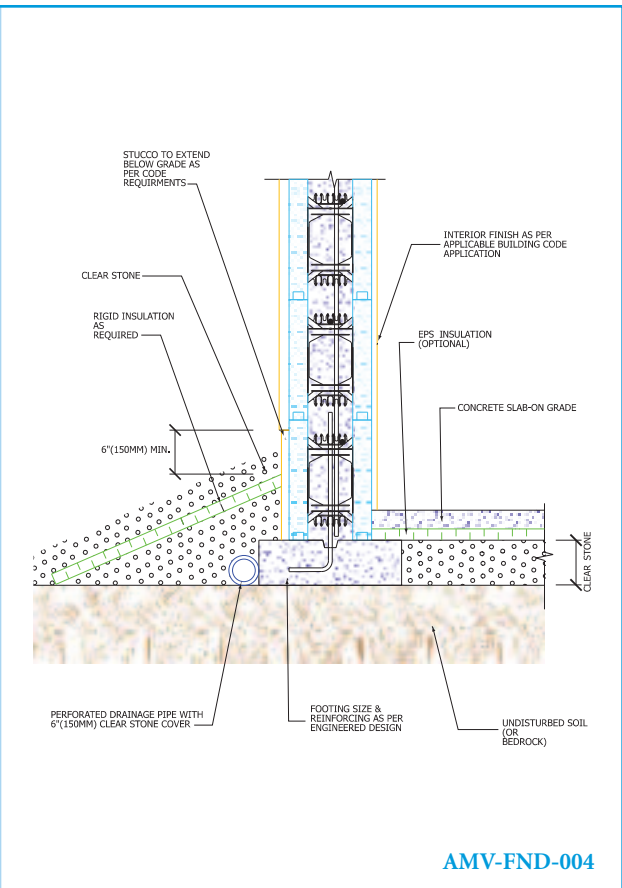 STUCCO TO EXTEND
BELOW GRADE AS
PER CODE
REQUIRMENTS
INTERIOR FINISH AS PER
APPLICABLE BUILDING CODE
APPLICATION
CLEAR STONE
RIGID INSULATION
AS
REQUIRED
EPS INSULATION
(OPTIONAL)
CONCRETE SLAB-ON GRADE
6"(150MM) MIN.
CLEAR STONE
PERFORATED DRAINAGE PIPE WITH
6"(150MM) CLEAR STONE COVER
FOOTING SIZE &
REINFORCING AS PER
ENGINEERED DESIGN
UNDISTURBED SOIL
(OR
BEDROCK)
AMV-FND-004